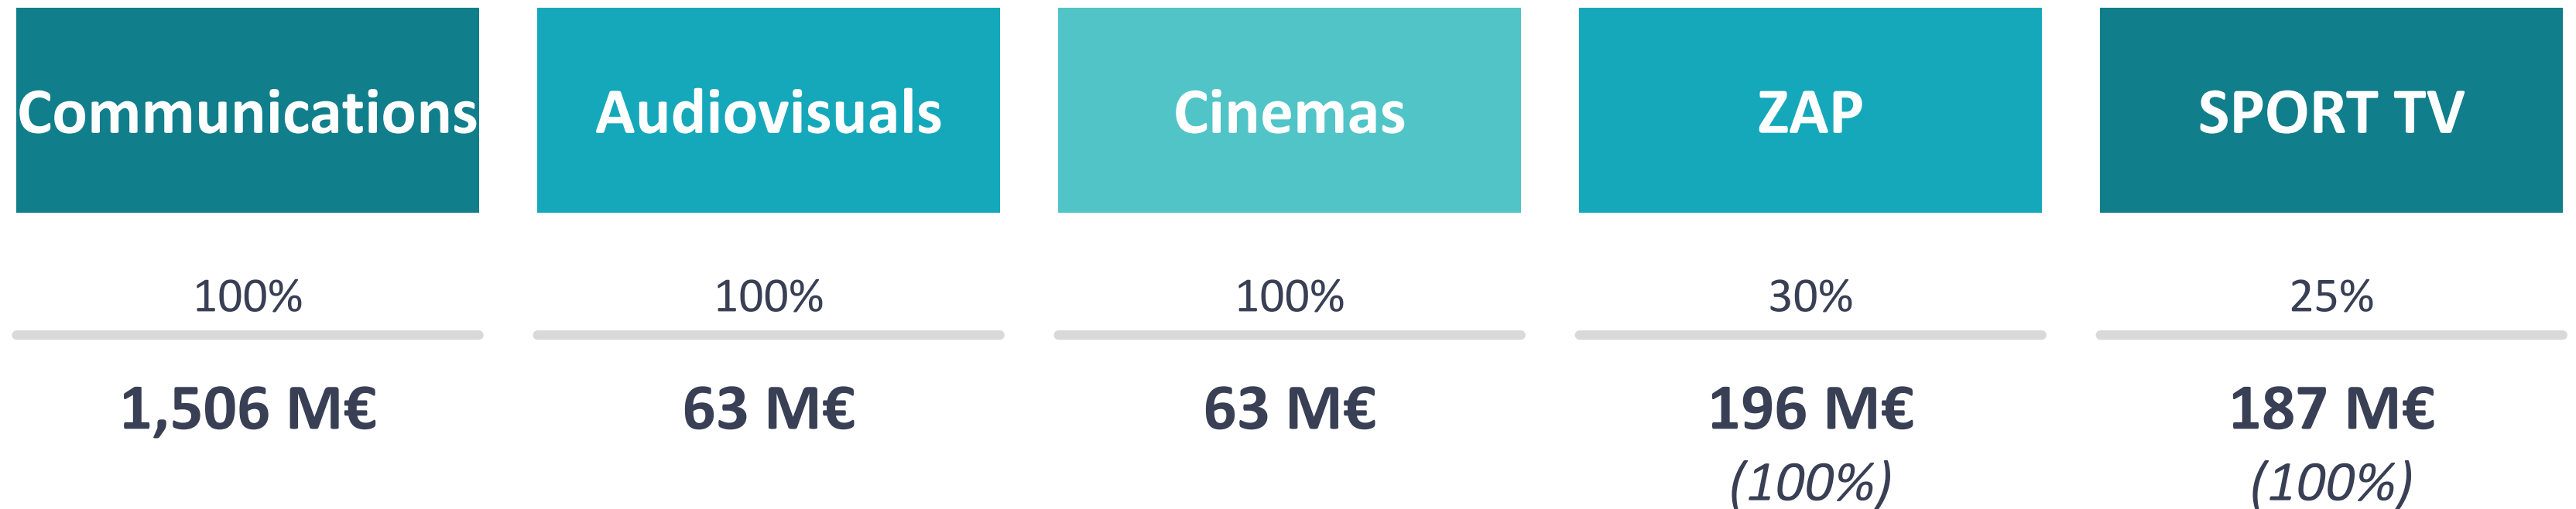 Communications
100%
1,506 M€
Audiovisuals
100%
63 M€
Cinemas
100%
63 M€
ZAP
30%
196 M€
(100%)
SPORT TV
25%
187 M€
(100%)